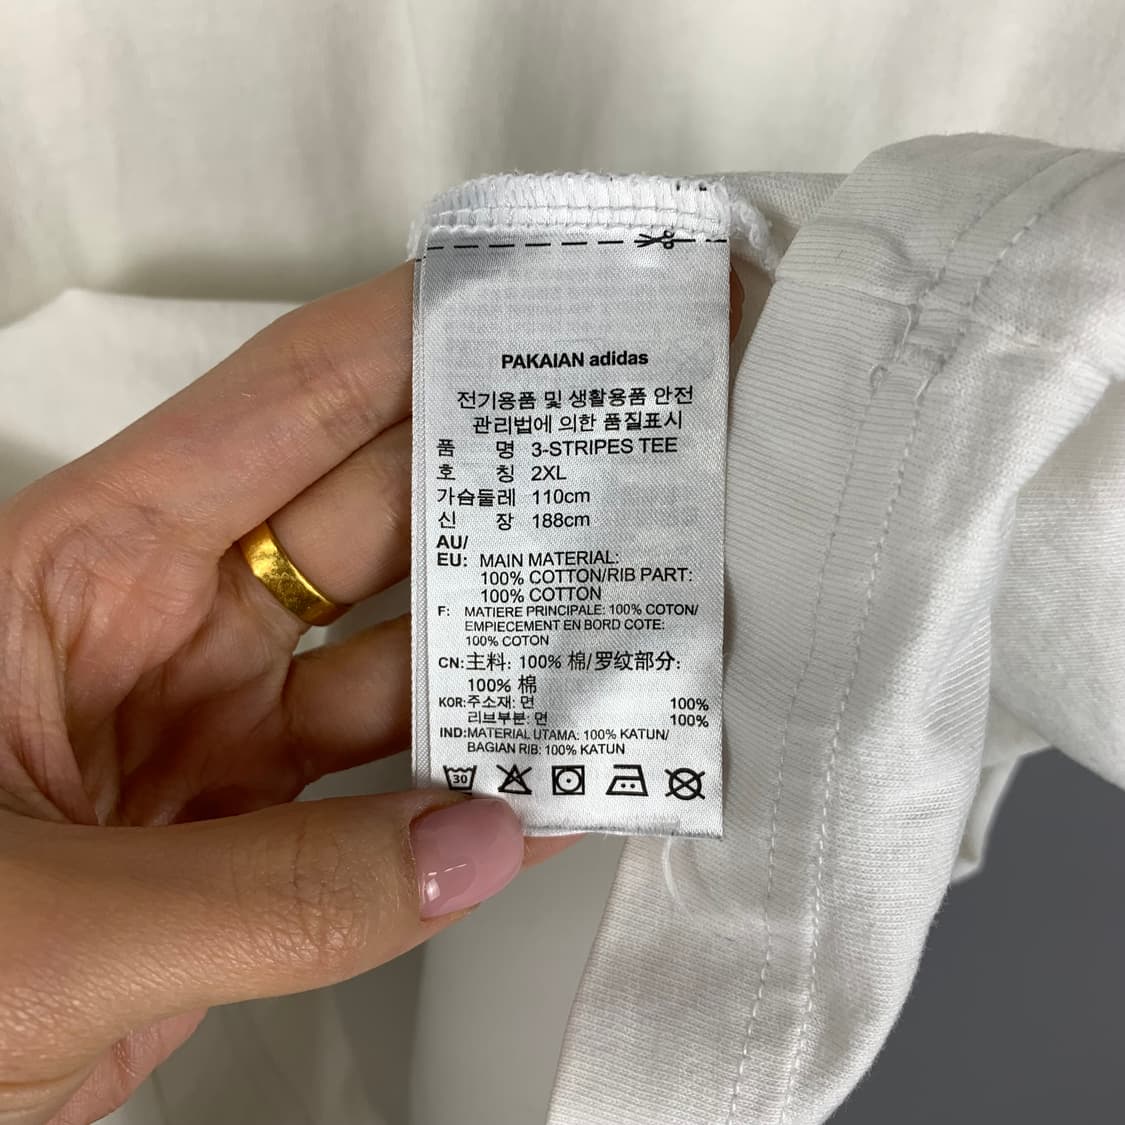 PAKAIAN adidas
전기용품 및 생활용품 안전
관리법에 의한 품질표시
품 명 3-STRIPES TEE
호 칭 2XL
가슴둘레 110cm
신 장 188cm
AU/
EU: MAIN MATERIAL:
100% COTTON/RIB PART:
100% COTTON
F: MATIERE PRINCIPALE: 100% COTON/
EMPIECEMENT EN BORD COTE:
100% COTON
CN:主料: 100% 棉/罗纹部分:
100% 棉
KOR:주소재: 면 100%
리브부분: 면 100%
IND:MATERIAL UTAMA: 100% KATUN/
BAGIAN RIB: 100% KATUN
30